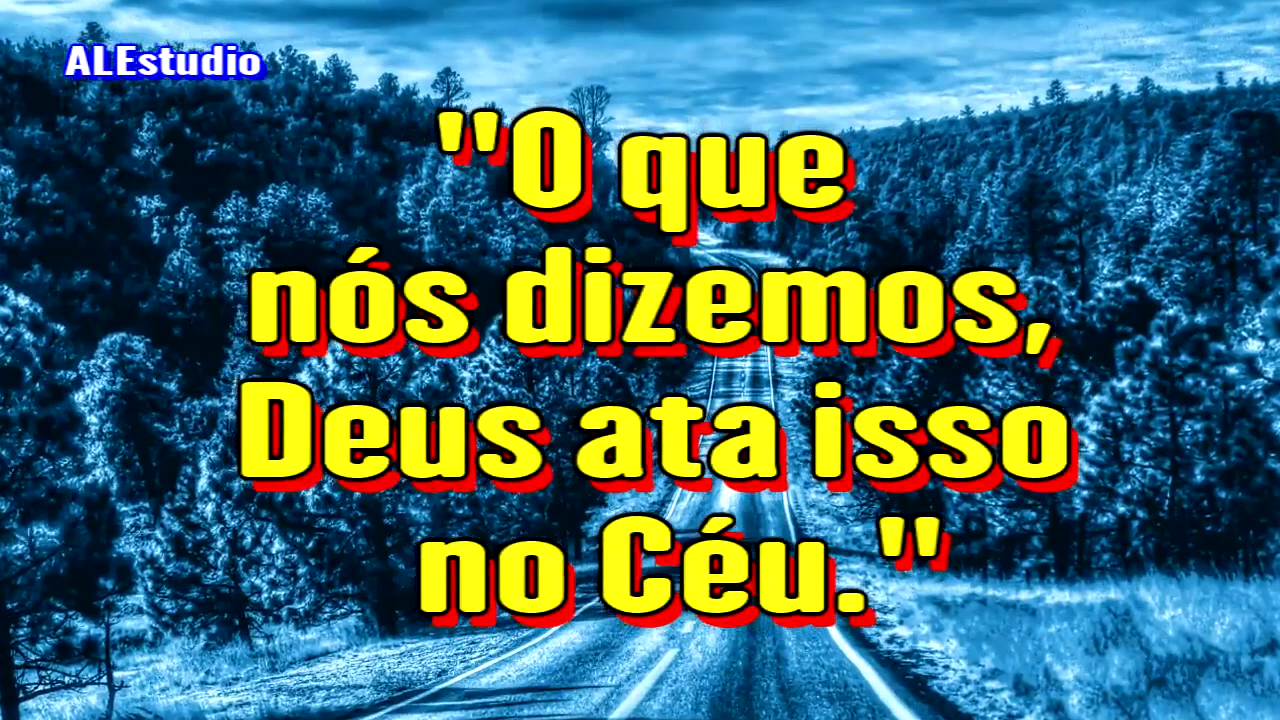 ALEstudio
"O que
nós dizemos,
Deus ata isso
no Céu. "